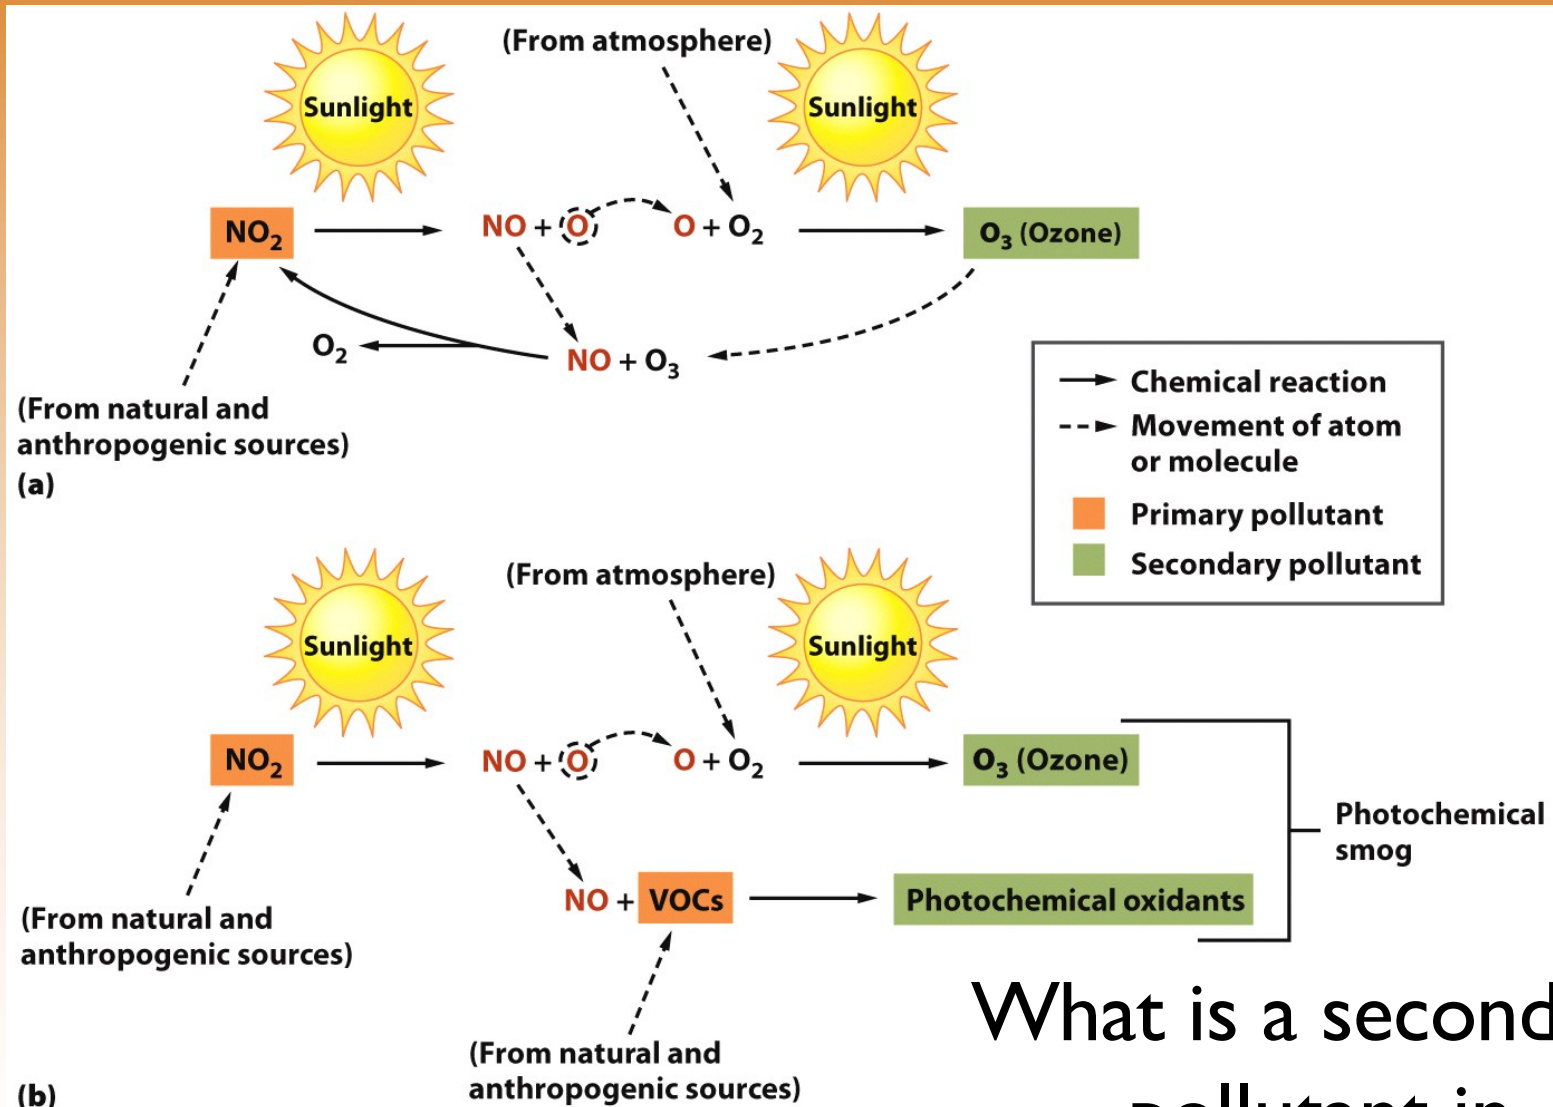 (From atmosphere)
Sunlight
Sunlight
NO₂
NO + O
O + O₂
O₃ (Ozone)
O₂
NO + O₃
(From natural and
anthropogenic sources)
(a)
Chemical reaction
Movement of atom
or molecule
Primary pollutant
Secondary pollutant
(From atmosphere)
Sunlight
Sunlight
NO₂
NO + O
O + O₂
O₃ (Ozone)
Photochemical
smog
NO + VOCs
Photochemical oxidants
(From natural and
anthropogenic sources)
(From natural and
anthropogenic sources)
(b)
What is a second
pollutant in